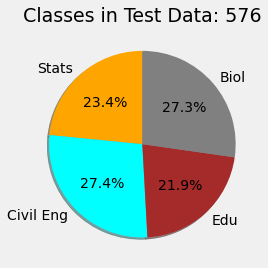 Classes in Test Data: 576
Stats
Biol
23.4%
27.3%
27.4%
21.9%
Civil Eng
Edu